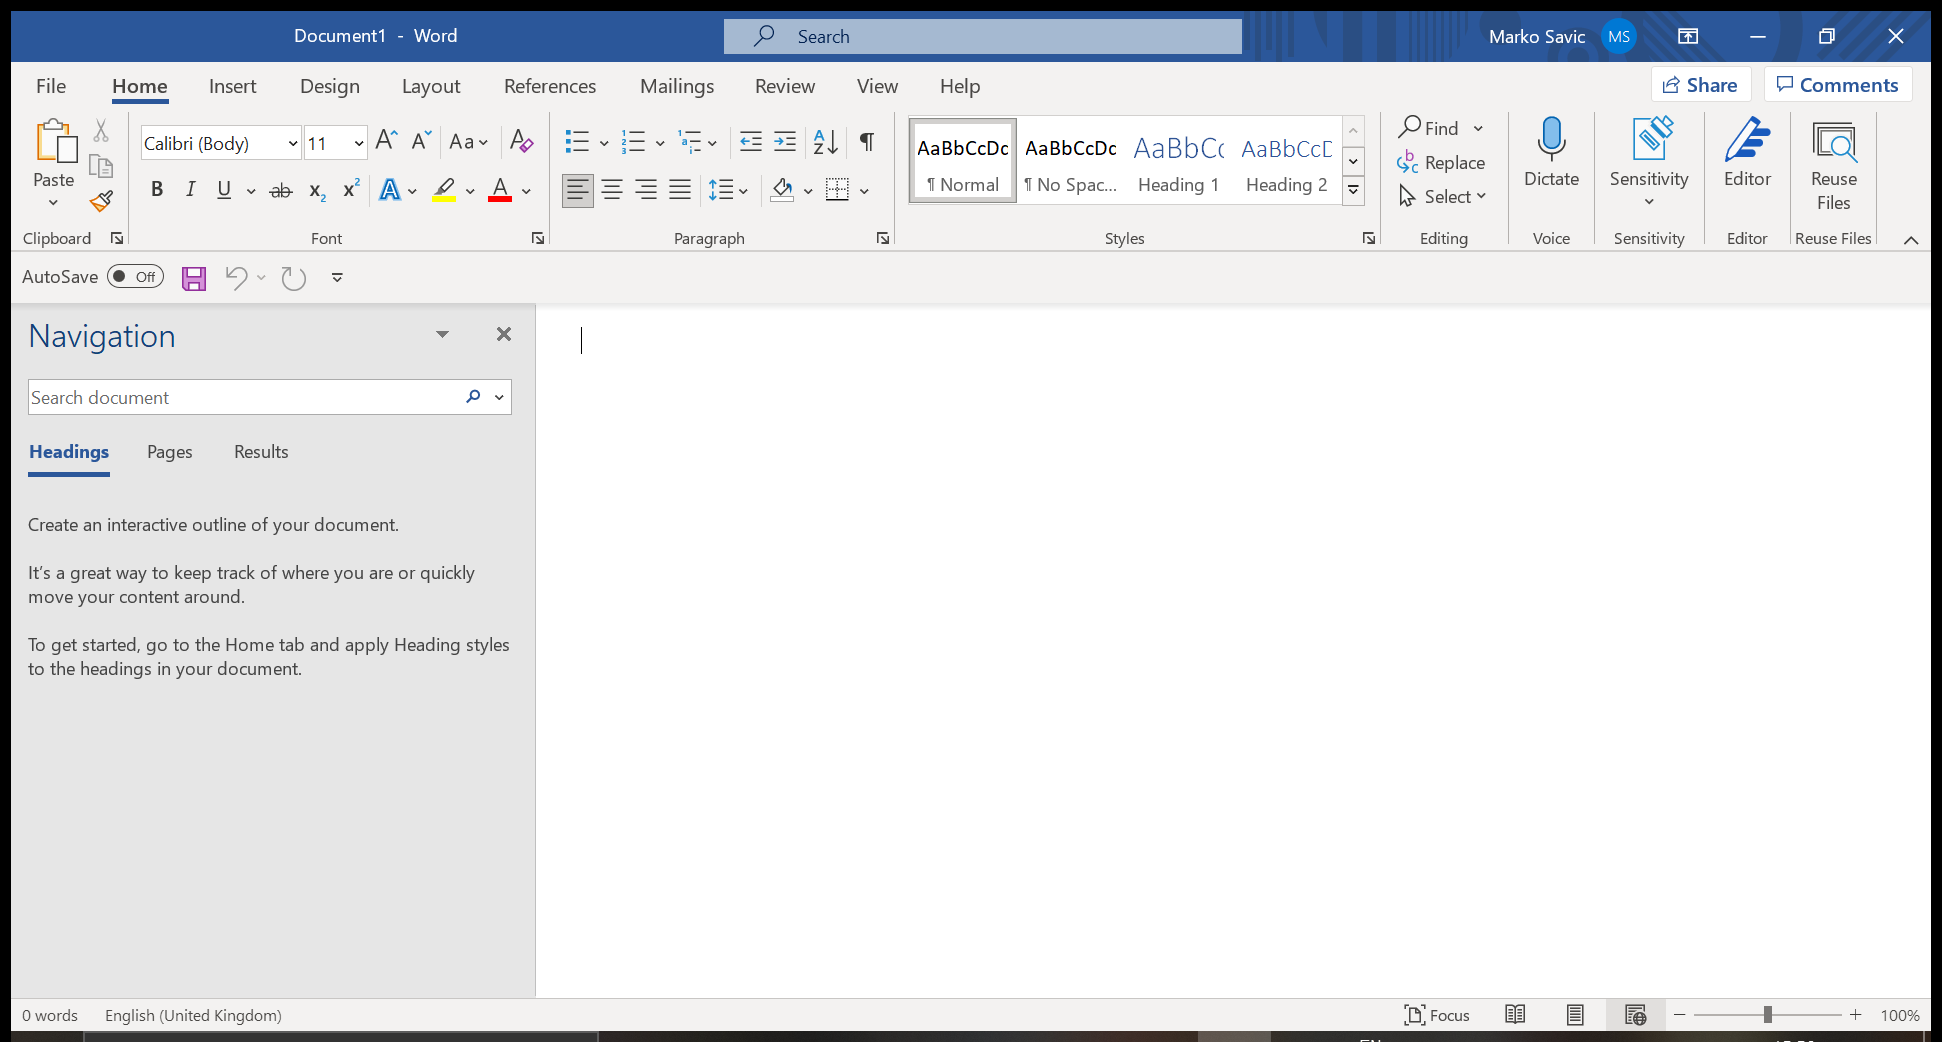 Document1 - Word
Search
Marko Savic
MS
File Home Insert Design Layout References Mailings Review View Help
Share Comments
Paste
Clipboard
Calibri (Body) 11
Font
Paragraph
AaBbCcDc AaBbCcDc AaBbCc AaBbCcD
¶ Normal ¶ No Spac... Heading 1 Heading 2
Styles
Find
Replace
Select
Editing
Dictate
Voice
Sensitivity
Sensitivity
Editor
Editor
Reuse
Files
Reuse Files
AutoSave Off
Navigation
Search document
Headings Pages Results
Create an interactive outline of your document.
It's a great way to keep track of where you are or quickly
move your content around.
To get started, go to the Home tab and apply Heading styles
to the headings in your document.
0 words English (United Kingdom)
Focus
100%